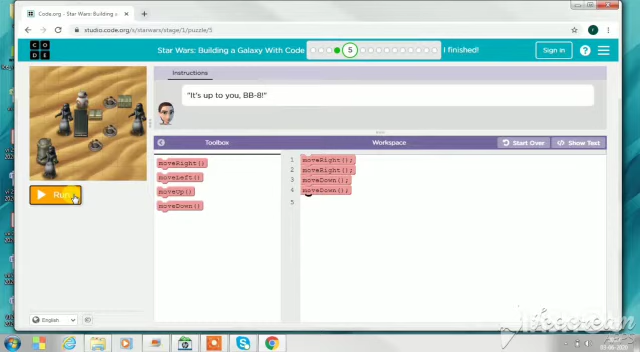 Code.org - Star Wars: Building a
studio.code.org/s/starwars/stage/1/puzzle/5
C O
D E
Star Wars: Building a Galaxy With Code
5
I finished!
Sign in
?
Instructions
"It's up to you, BB-8!"
Toolbox
Workspace
Start Over
</> Show Text
Run
moveRight()
moveLeft()
moveUp()
moveDown()
1 moveRight();
2 moveRight();
3 moveDown();
4 moveDown();
5
English